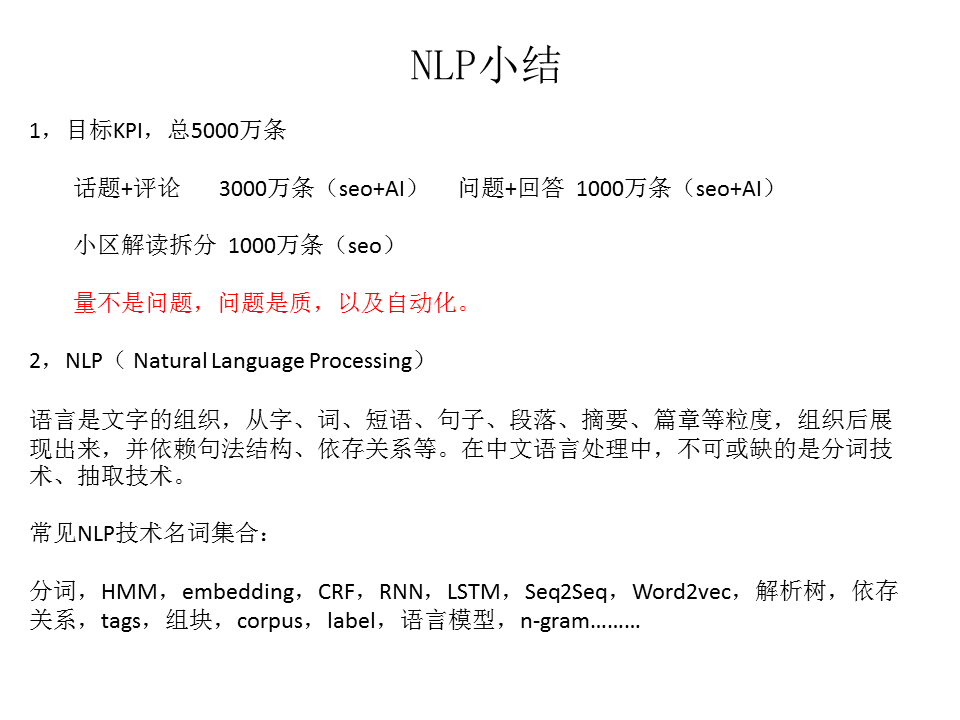 NLP小结
1，目标KPI，总5000万条
话题+评论 3000万条（seo+AI） 问题+回答 1000万条（seo+AI）
小区解读拆分 1000万条（seo）
量不是问题，问题是质，以及自动化。
2，NLP（ Natural Language Processing）
语言是文字的组织，从字、词、短语、句子、段落、摘要、篇章等粒度，组织后展
现出来，并依赖句法结构、依存关系等。在中文语言处理中，不可或缺的是分词技
术、抽取技术。
常见NLP技术名词集合：
分词，HMM，embedding，CRF，RNN，LSTM，Seq2Seq，Word2vec，解析树，依存
关系，tags，组块，corpus，label，语言模型，n-gram………